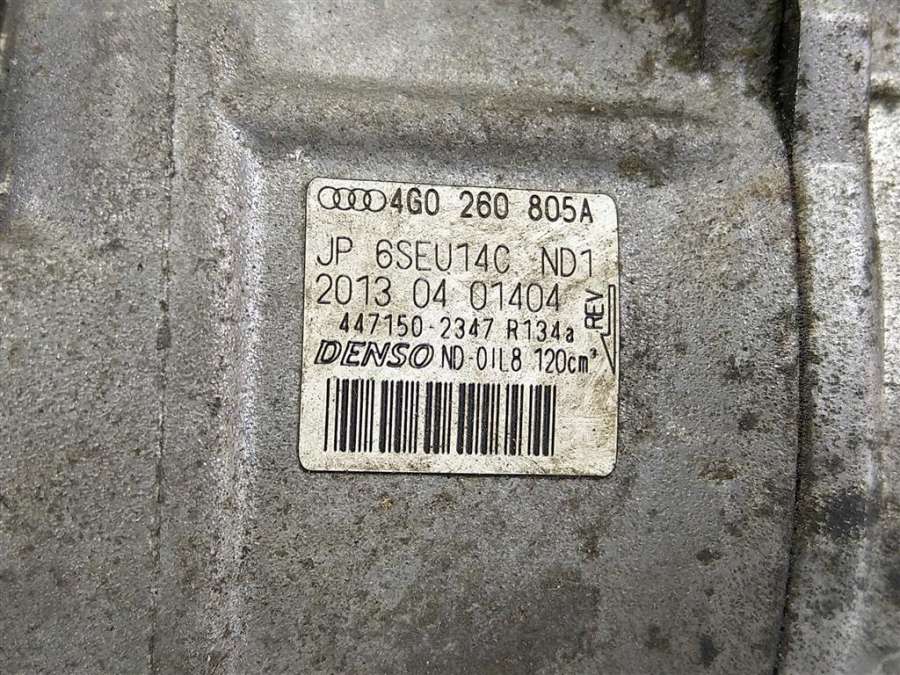 4G0 260 805A
JP 6SEU14C ND1
2013 04 01404
REV
447150-2347 R134a
DENSO ND-OIL8 120cm³